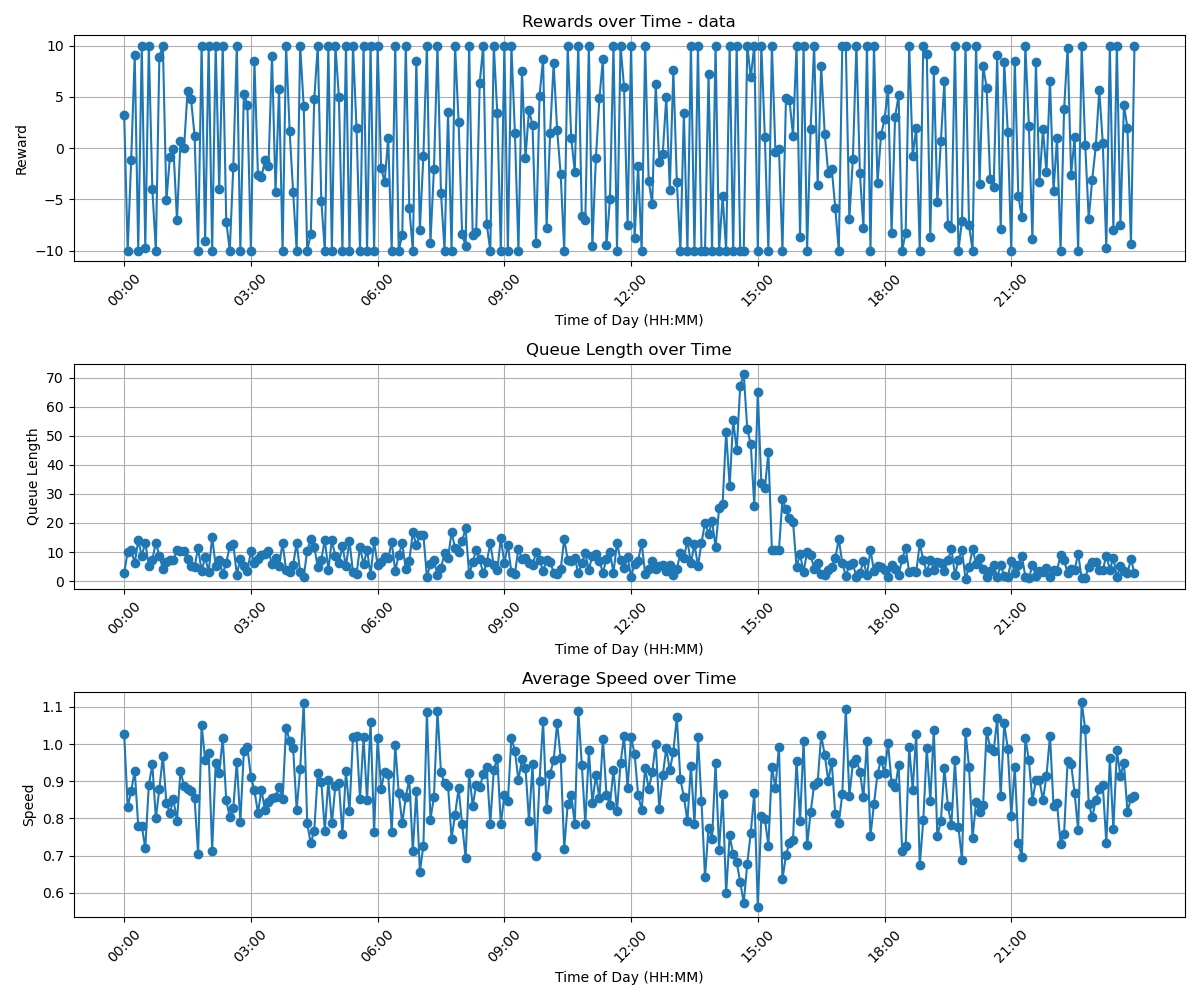 Rewards over Time - data
10
5
0
−5
−10
Reward
00:00 03:00 06:00 09:00 12:00 15:00 18:00 21:00
Time of Day (HH:MM)
Queue Length over Time
70
60
50
40
30
20
10
0
Queue Length
00:00 03:00 06:00 09:00 12:00 15:00 18:00 21:00
Time of Day (HH:MM)
Average Speed over Time
1.1
1.0
0.9
0.8
0.7
0.6
Speed
00:00 03:00 06:00 09:00 12:00 15:00 18:00 21:00
Time of Day (HH:MM)